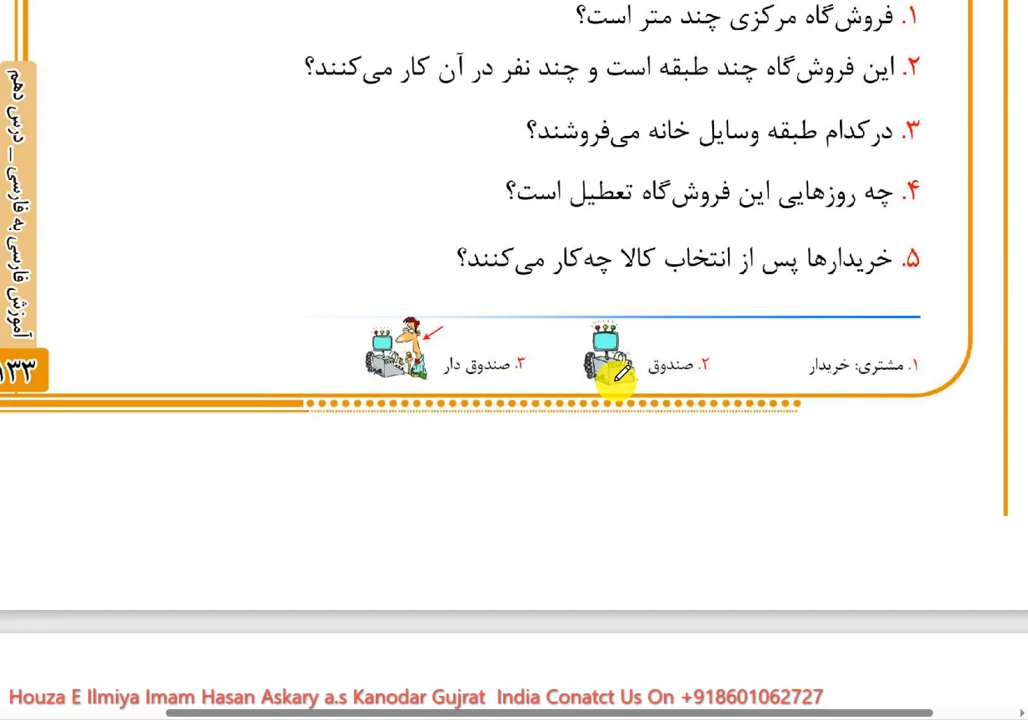 ۱. فروش‌گاه مرکزی چند متر است؟
۲. این فروش‌گاه چند طبقه است و چند نفر در آن کار می‌کنند؟
۳. در کدام طبقه وسایل خانه می‌فروشند؟
۴. چه روزهایی این فروش‌گاه تعطیل است؟
۵. خریدارها پس از انتخاب کالا چه‌کار می‌کنند؟
۱. مشتری: خریدار
۲. صندوق
۳. صندوق دار
آموزش فارسی به فارسی – درس دهم
۱۳۳
Houza E Ilmiya Imam Hasan Askary a.s Kanodar Gujrat India Conatct Us On +918601062727